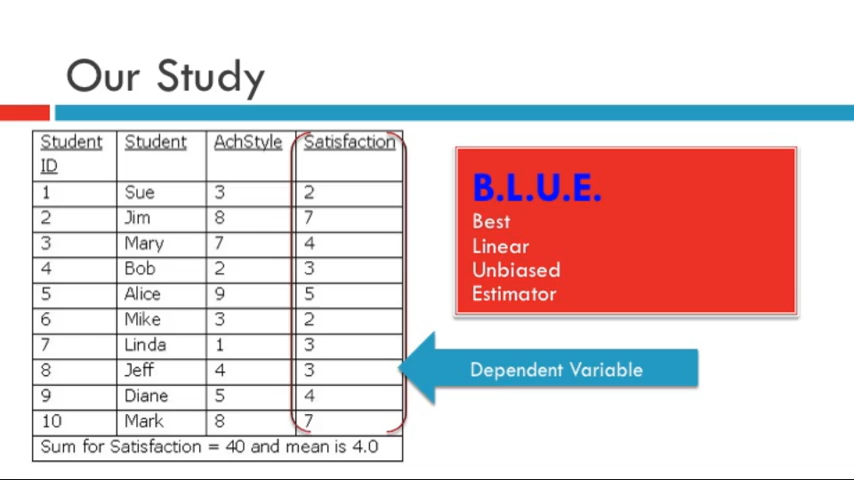 Our Study
Student ID Student AchStyle Satisfaction
1 Sue 3 2
2 Jim 8 7
3 Mary 7 4
4 Bob 2 3
5 Alice 9 5
6 Mike 3 2
7 Linda 1 3
8 Jeff 4 3
9 Diane 5 4
10 Mark 8 7
Sum for Satisfaction = 40 and mean is 4.0
B.L.U.E.
Best
Linear
Unbiased
Estimator
Dependent Variable